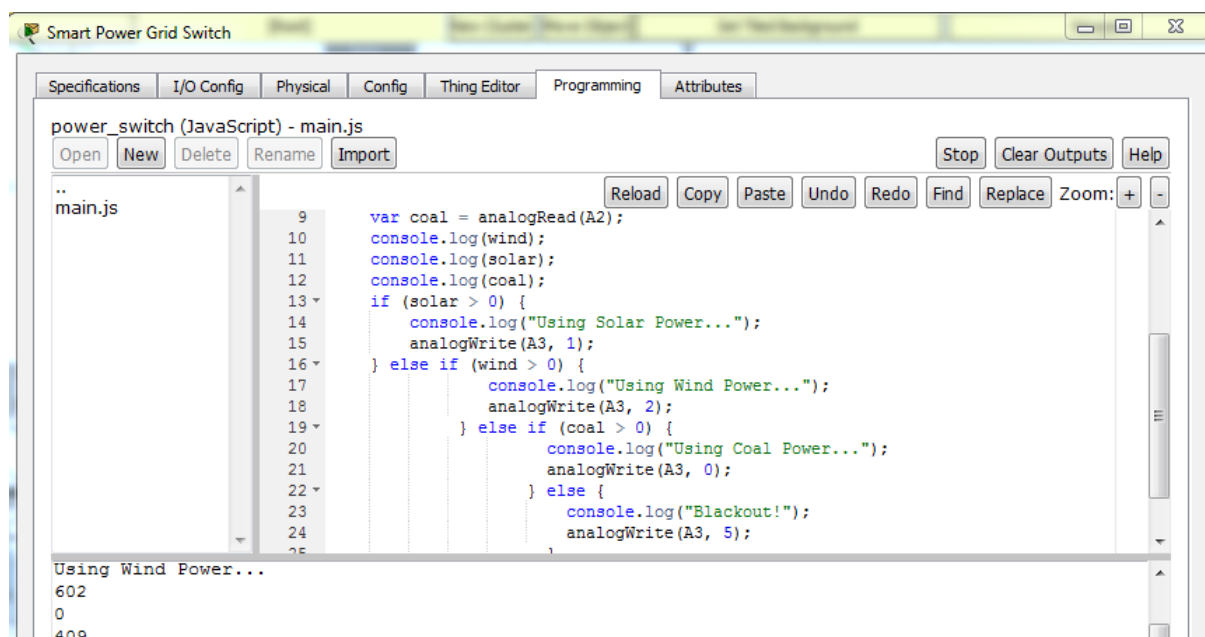 Smart Power Grid Switch
Specifications I/O Config Physical Config Thing Editor Programming Attributes
power_switch (JavaScript) - main.js
Open New Delete Rename Import Stop Clear Outputs Help
Reload Copy Paste Undo Redo Find Replace Zoom: + -
..
main.js
9 var coal = analogRead(A2);
10 console.log(wind);
11 console.log(solar);
12 console.log(coal);
13 if (solar > 0) {
14 console.log("Using Solar Power...");
15 analogWrite(A3, 1);
16 } else if (wind > 0) {
17 console.log("Using Wind Power...");
18 analogWrite(A3, 2);
19 } else if (coal > 0) {
20 console.log("Using Coal Power...");
21 analogWrite(A3, 0);
22 } else {
23 console.log("Blackout!");
24 analogWrite(A3, 5);
25 }
Using Wind Power...
602
0
409